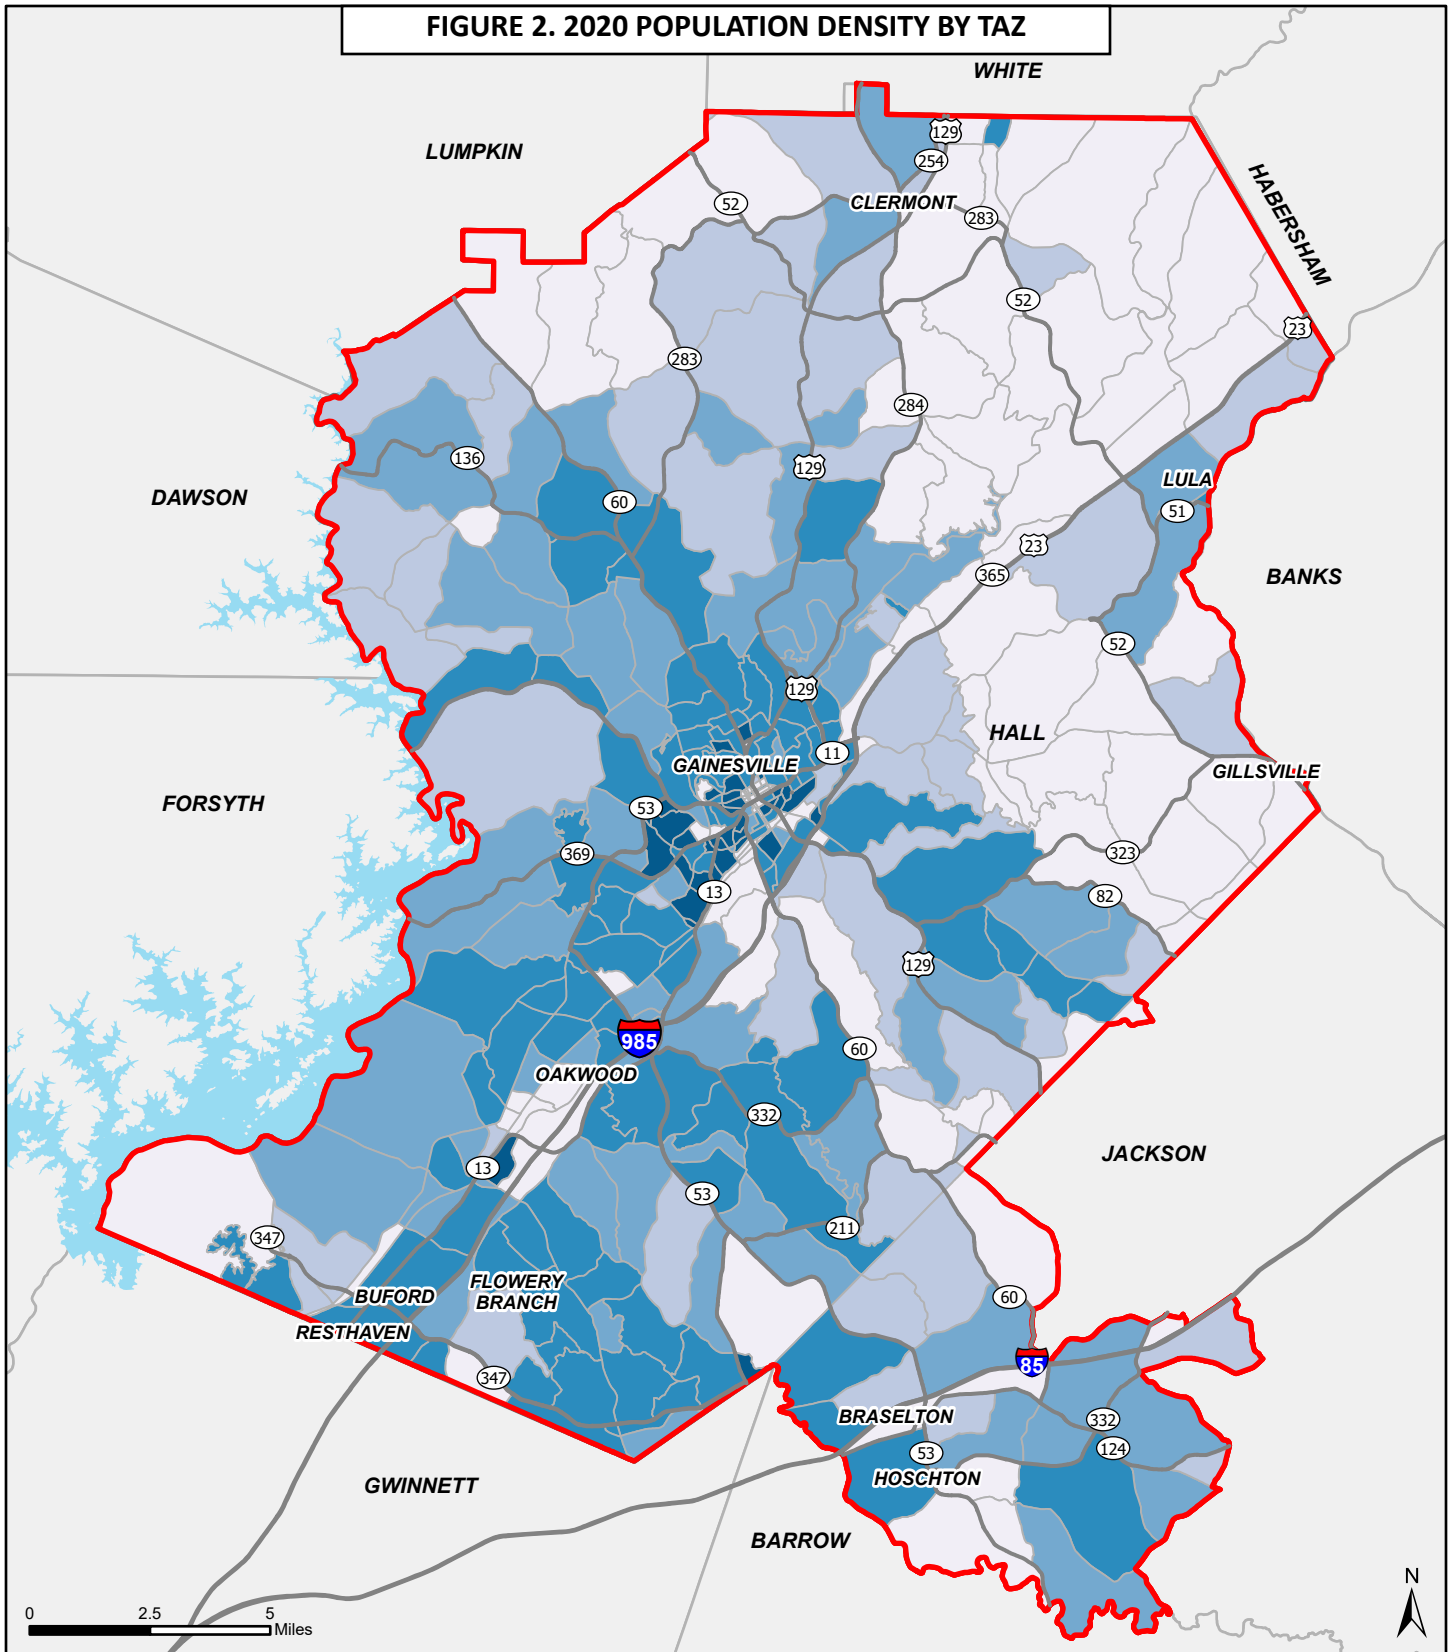 FIGURE 2. 2020 POPULATION DENSITY BY TAZ
WHITE
LUMPKIN
129
254
HABERSHAM
52
CLERMONT
283
52
23
283
284
136
129
LULA
60
51
DAWSON
23
365
BANKS
52
129
HALL
11
GAINESVILLE
GILLSVILLE
FORSYTH
53
369
323
13
82
129
985
60
OAKWOOD
332
JACKSON
13
53
211
347
FLOWERY
BRANCH
BUFORD
60
RESTHAVEN
85
347
BRASELTON
332
53
124
HOSCHTON
GWINNETT
BARROW
N
0 2.5 5
Miles